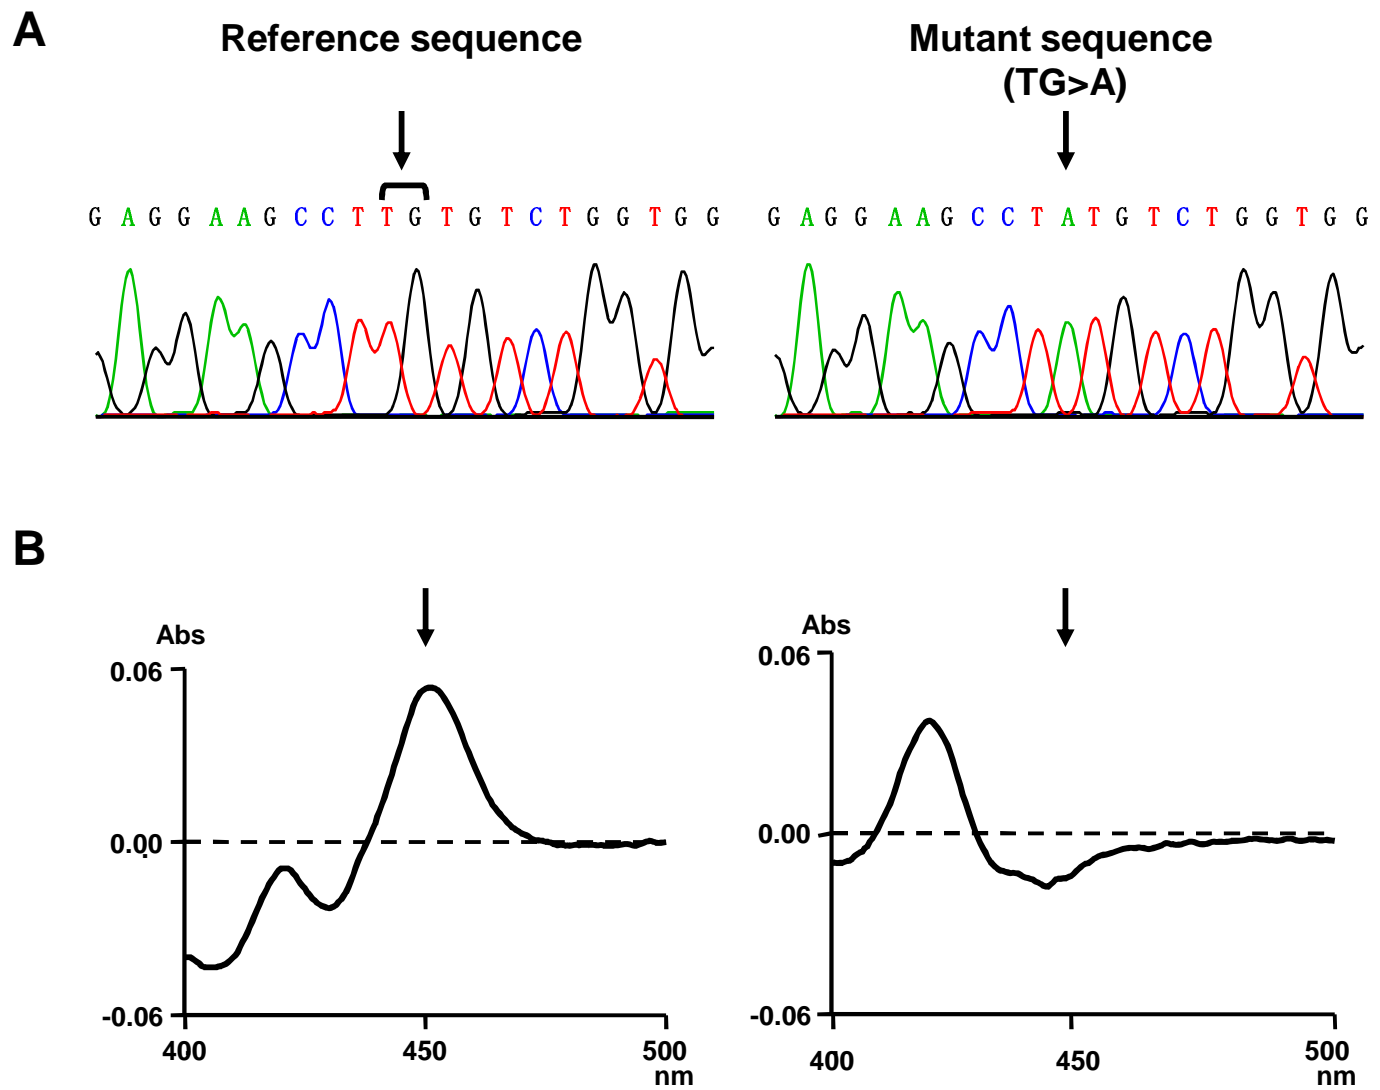 A
Reference sequence
Mutant sequence
(TG>A)
G A G G A A G C C T T G T G T C T G G T G G
G A G G A A G C C T A T G T C T G G T G G
B
Abs
0.06
0.00
-0.06
400
450
500
nm
Abs
0.06
0.00
-0.06
400
450
500
nm